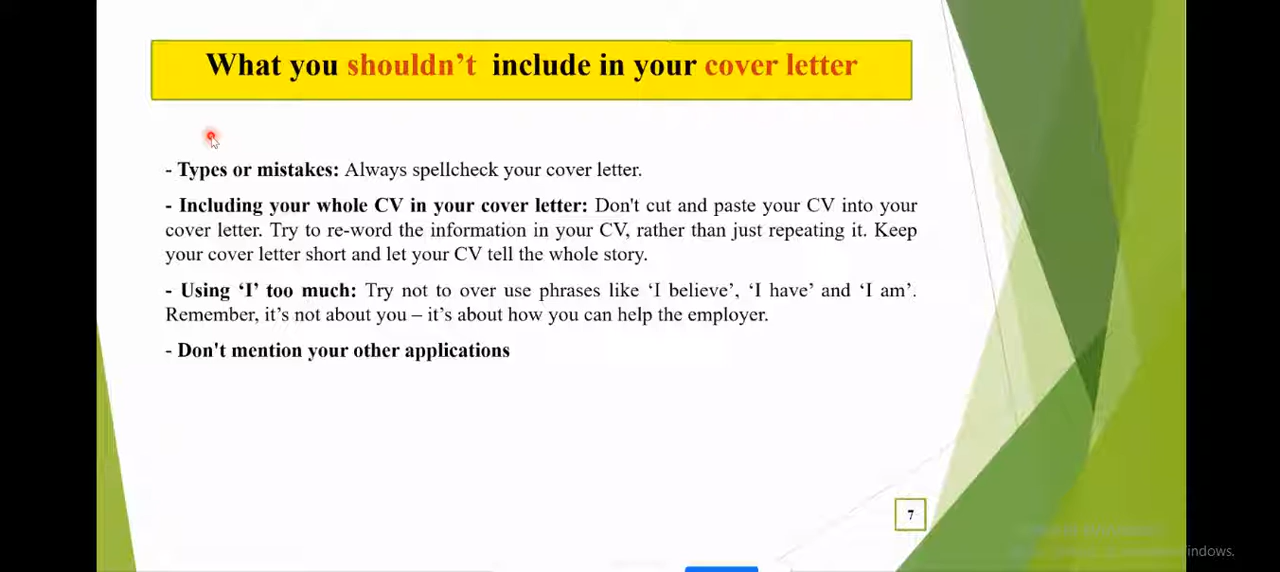 What you shouldn't include in your cover letter
- Types or mistakes: Always spellcheck your cover letter.
- Including your whole CV in your cover letter: Don't cut and paste your CV into your
cover letter. Try to re-word the information in your CV, rather than just repeating it. Keep
your cover letter short and let your CV tell the whole story.
- Using ‘I’ too much: Try not to over use phrases like ‘I believe’, ‘I have’ and ‘I am’.
Remember, it’s not about you – it’s about how you can help the employer.
- Don't mention your other applications
7